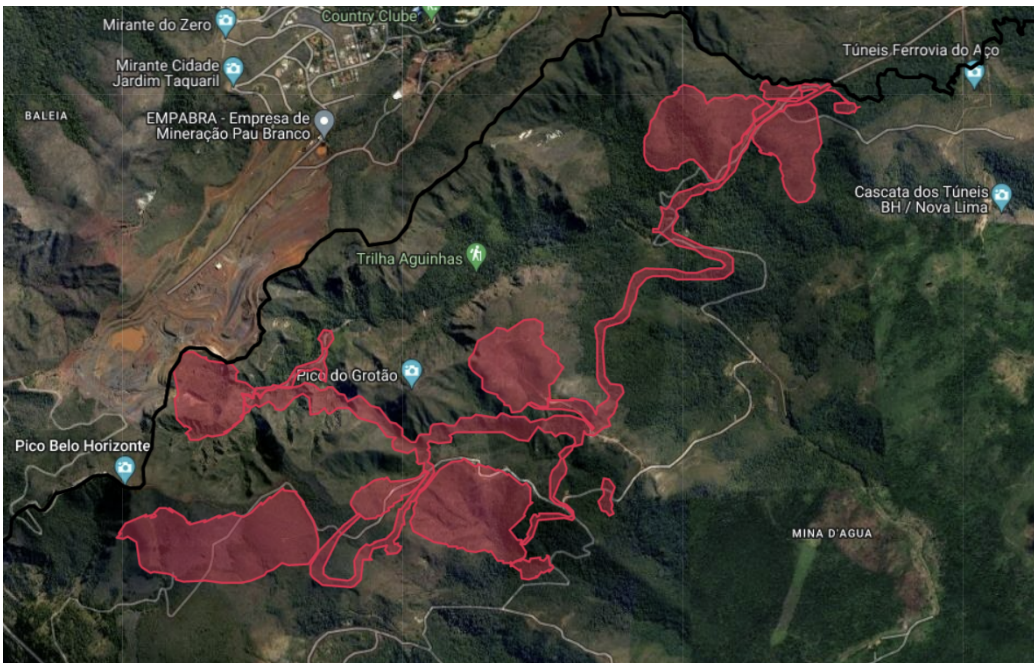 Country Clube
Mirante do Zero
Túneis Ferrovia do Aço
Mirante Cidade
Jardim Taquaril
BALEIA
EMPABRA - Empresa de
Mineração Pau Branco
Cascata dos Túneis
BH / Nova Lima
Trilha Aguinhas
Pico do Grotão
Pico Belo Horizonte
MINA D'AGUA